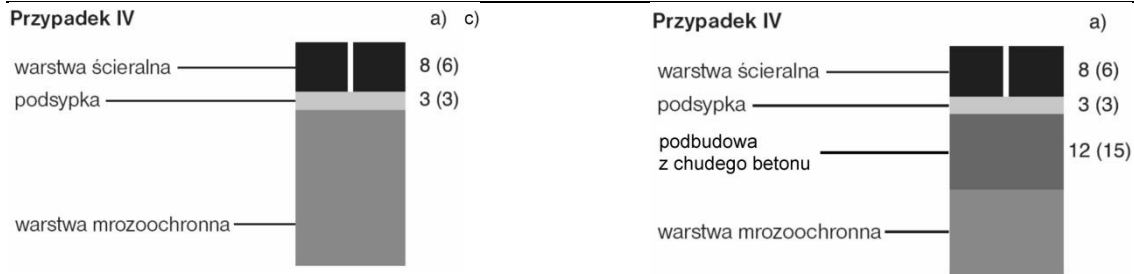 Przypadek IV a) c)
warstwa ścieralna 8 (6)
podsypka 3 (3)
warstwa mrozoochronna
Przypadek IV a)
warstwa ścieralna 8 (6)
podsypka 3 (3)
podbudowa
z chudego betonu 12 (15)
warstwa mrozoochronna